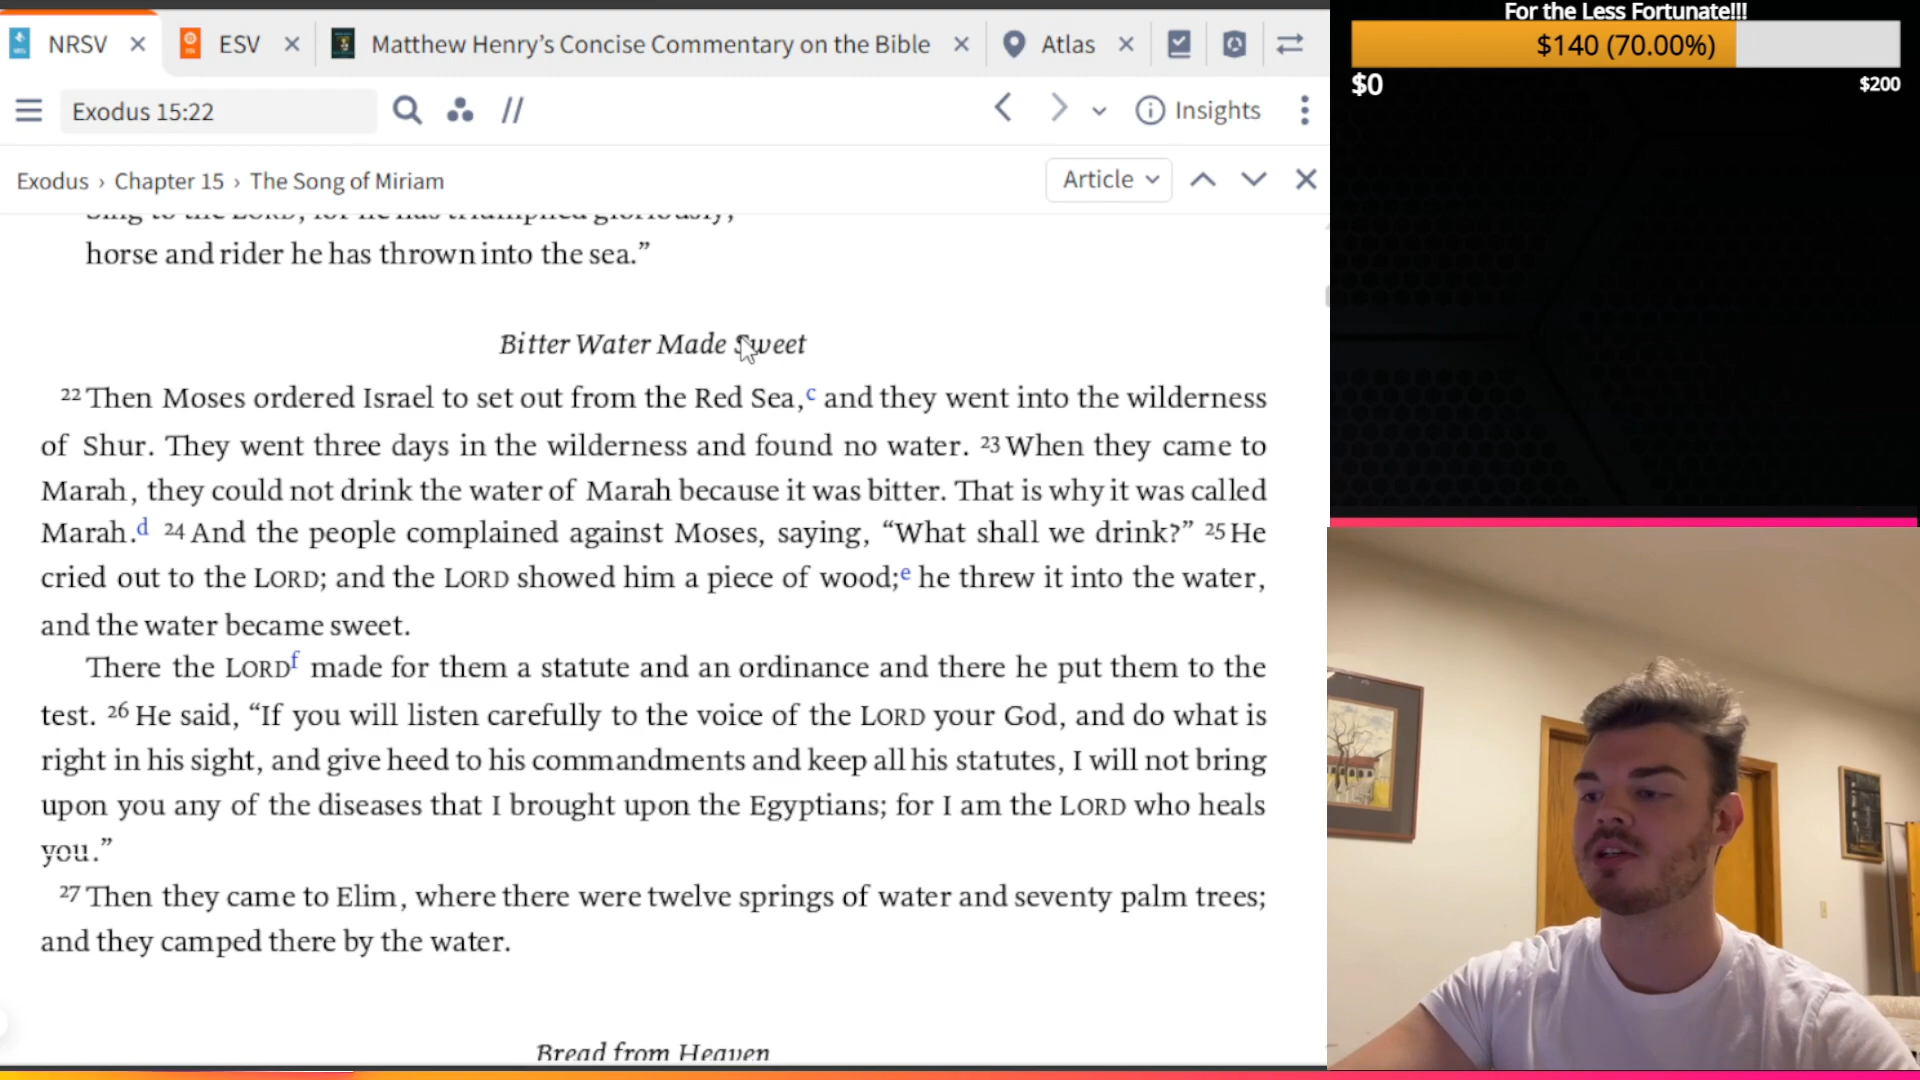 NRSV
ESV
Matthew Henry’s Concise Commentary on the Bible
Atlas
For the Less Fortunate!!!
$140 (70.00%)
$0
$200
Exodus 15:22
Insights
Exodus › Chapter 15 › The Song of Miriam
Article
Sing to the LORD, for he has triumphed gloriously;
horse and rider he has thrown into the sea.”
Bitter Water Made Sweet
22 Then Moses ordered Israel to set out from the Red Sea,c and they went into the wilderness
of Shur. They went three days in the wilderness and found no water. 23 When they came to
Marah, they could not drink the water of Marah because it was bitter. That is why it was called
Marah.d 24 And the people complained against Moses, saying, “What shall we drink?” 25 He
cried out to the LORD; and the LORD showed him a piece of wood;e he threw it into the water,
and the water became sweet.
There the LORDf made for them a statute and an ordinance and there he put them to the
test. 26 He said, “If you will listen carefully to the voice of the LORD your God, and do what is
right in his sight, and give heed to his commandments and keep all his statutes, I will not bring
upon you any of the diseases that I brought upon the Egyptians; for I am the LORD who heals
you.”
27 Then they came to Elim, where there were twelve springs of water and seventy palm trees;
and they camped there by the water.
Bread from Heaven